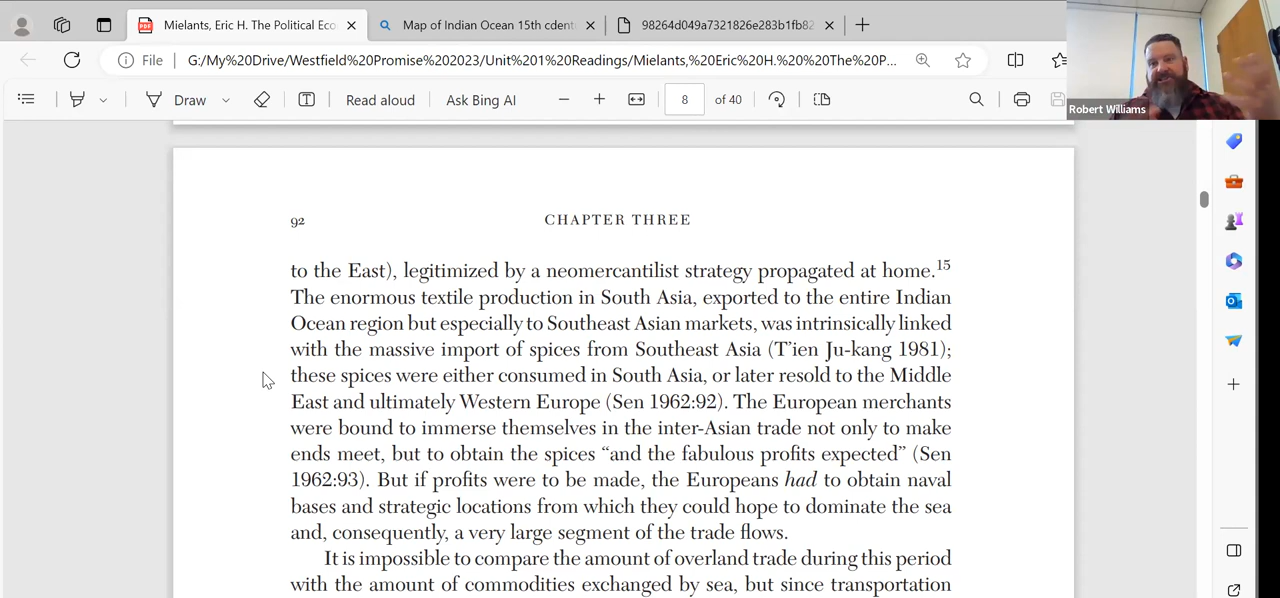 Mielants, Eric H. The Political Eco
Map of Indian Ocean 15th cdent
98264d049a7321826e283b1fb82
File
G:/My%20Drive/Westfield%20Promise%202023/Unit%201%20Readings/Mielants,%20Eric%20H.%20%20The%20P...
Draw
Read aloud
Ask Bing AI
8
of 40
Robert Williams
92
CHAPTER THREE
to the East), legitimized by a neomercantilist strategy propagated at home.15
The enormous textile production in South Asia, exported to the entire Indian
Ocean region but especially to Southeast Asian markets, was intrinsically linked
with the massive import of spices from Southeast Asia (T'ien Ju-kang 1981);
these spices were either consumed in South Asia, or later resold to the Middle
East and ultimately Western Europe (Sen 1962:92). The European merchants
were bound to immerse themselves in the inter-Asian trade not only to make
ends meet, but to obtain the spices “and the fabulous profits expected” (Sen
1962:93). But if profits were to be made, the Europeans had to obtain naval
bases and strategic locations from which they could hope to dominate the sea
and, consequently, a very large segment of the trade flows.
It is impossible to compare the amount of overland trade during this period
with the amount of commodities exchanged by sea, but since transportation